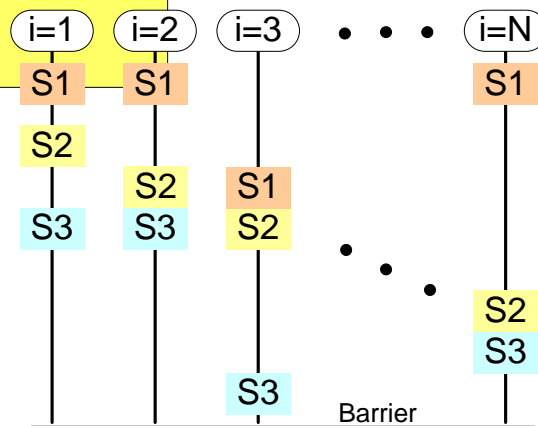 i=1 i=2 i=3 i=N
S1 S1 S1
S2
S2 S1
S3 S3 S2
S2
S3
S3
Barrier